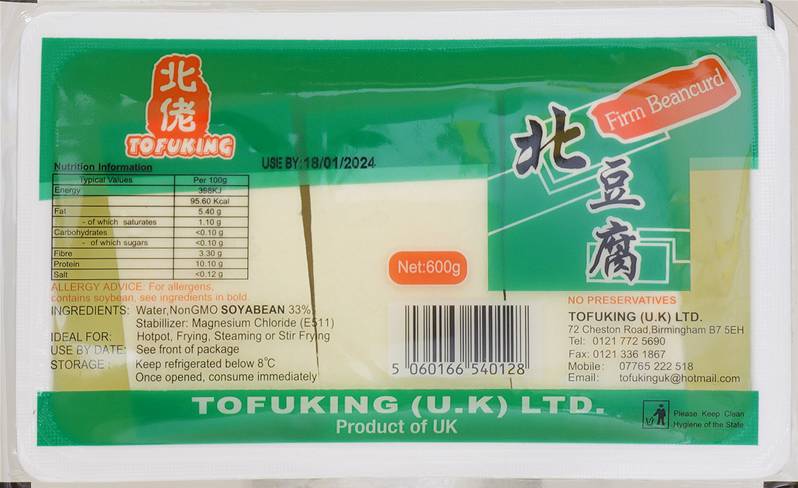 北
佬
TOFUKING
Firm Beancurd
北豆腐
USE BY:18/01/2024
Nutrition Information
Typical Values Per 100g
Energy 398KJ
95.60 Kcal
Fat 5.40 g
- of which saturates 1.10 g
Carbohydrates <0.10 g
- of which sugars <0.10 g
Fibre 3.30 g
Protein 10.10 g
Salt <0.12 g
ALLERGY ADVICE: For allergens,
contains soybean, see ingredients in bold
INGREDIENTS: Water,NonGMO SOYABEAN 33%
Stabillizer: Magnesium Chloride (E511)
IDEAL FOR: Hotpot, Frying, Steaming or Stir Frying
USE BY DATE: See front of package
STORAGE : Keep refrigerated below 8℃
Once opened, consume immediately
Net:600g
5 060166 540128
NO PRESERVATIVES
TOFUKING (U.K) LTD.
72 Cheston Road,Birmingham B7 5EH
Tel: 0121 772 5690
Fax: 0121 336 1867
Mobile: 07765 222 518
Email: tofukinguk@hotmail.com
TOFUKING (U.K) LTD.
Product of UK
Please Keep Clean
Hygiene of the State